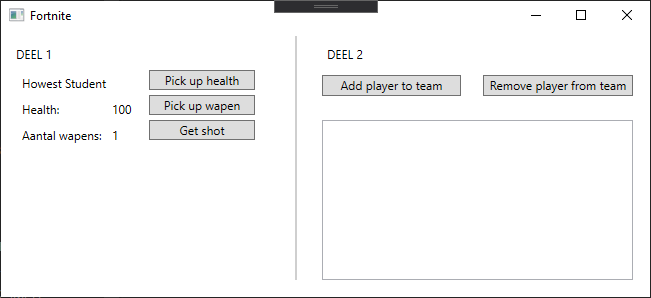 Fortnite
DEEL 1
Howest Student
Health: 100
Aantal wapens: 1
Pick up health
Pick up wapen
Get shot
DEEL 2
Add player to team
Remove player from team